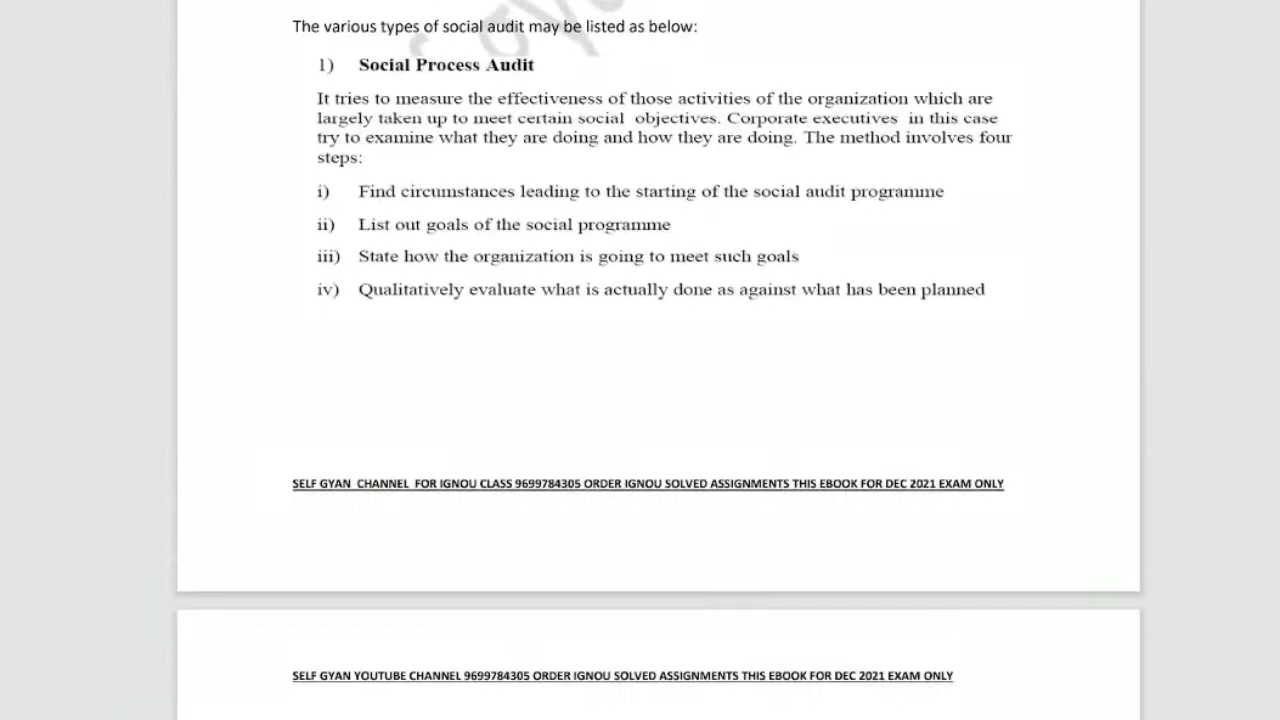 The various types of social audit may be listed as below:
1) Social Process Audit
It tries to measure the effectiveness of those activities of the organization which are
largely taken up to meet certain social objectives. Corporate executives in this case
try to examine what they are doing and how they are doing. The method involves four
steps:
i) Find circumstances leading to the starting of the social audit programme
ii) List out goals of the social programme
iii) State how the organization is going to meet such goals
iv) Qualitatively evaluate what is actually done as against what has been planned
SELF GYAN CHANNEL FOR IGNOU CLASS 9699784305 ORDER IGNOU SOLVED ASSIGNMENTS THIS EBOOK FOR DEC 2021 EXAM ONLY
SELF GYAN YOUTUBE CHANNEL 9699784305 ORDER IGNOU SOLVED ASSIGNMENTS THIS EBOOK FOR DEC 2021 EXAM ONLY